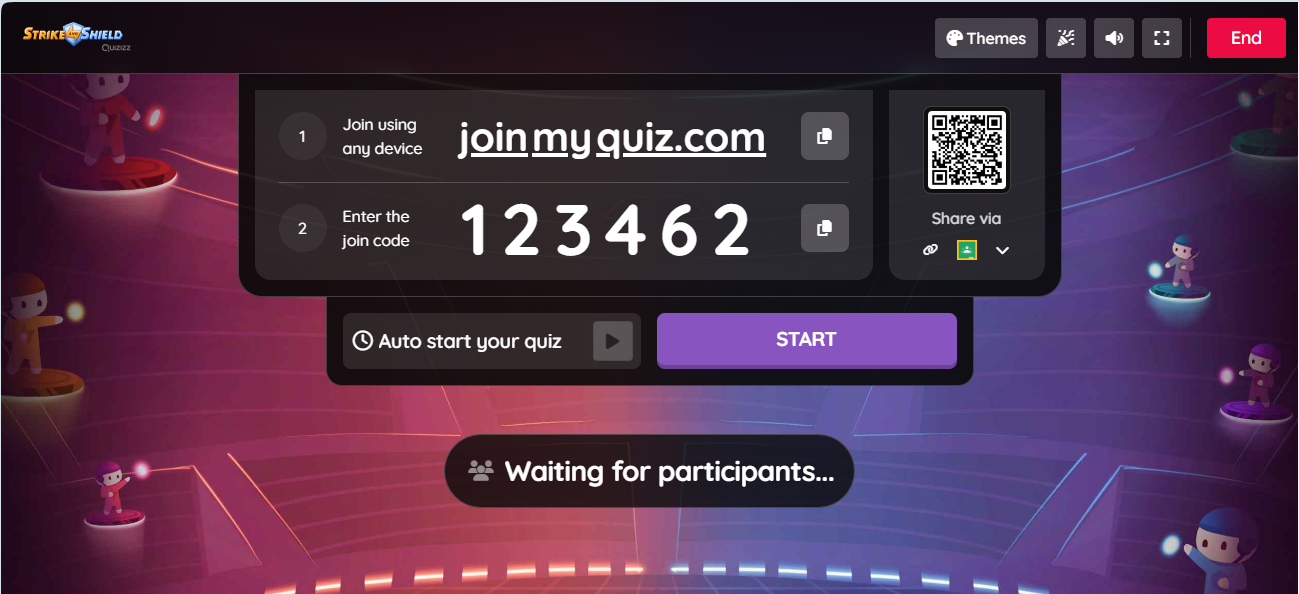 STRIKE AND SHIELD
Quizizz
Themes
End
1
Join using
any device
joinmyquiz.com
2
Enter the
join code
123462
Share via
Auto start your quiz
START
Waiting for participants...